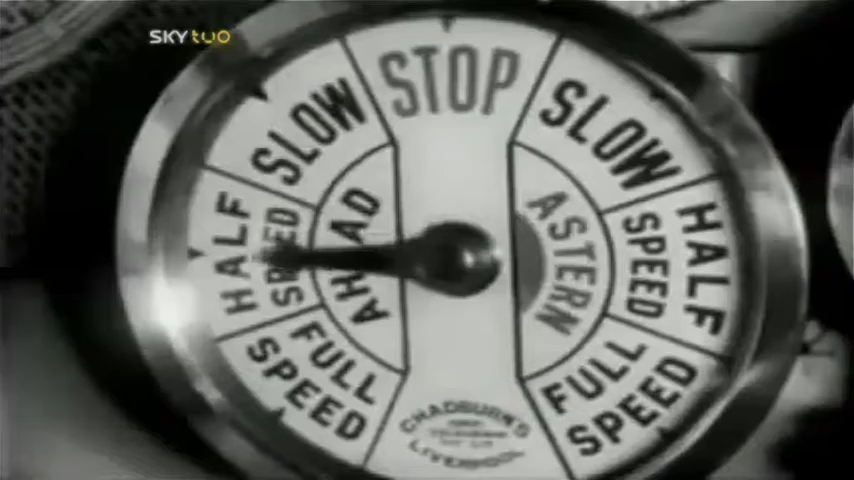 SKY two
STOP
SLOW
SLOW
HALF
SPEED
AHEAD
ASTERN
HALF
SPEED
FULL
SPEED
FULL
SPEED
CHADBURN'S
LIVERPOOL